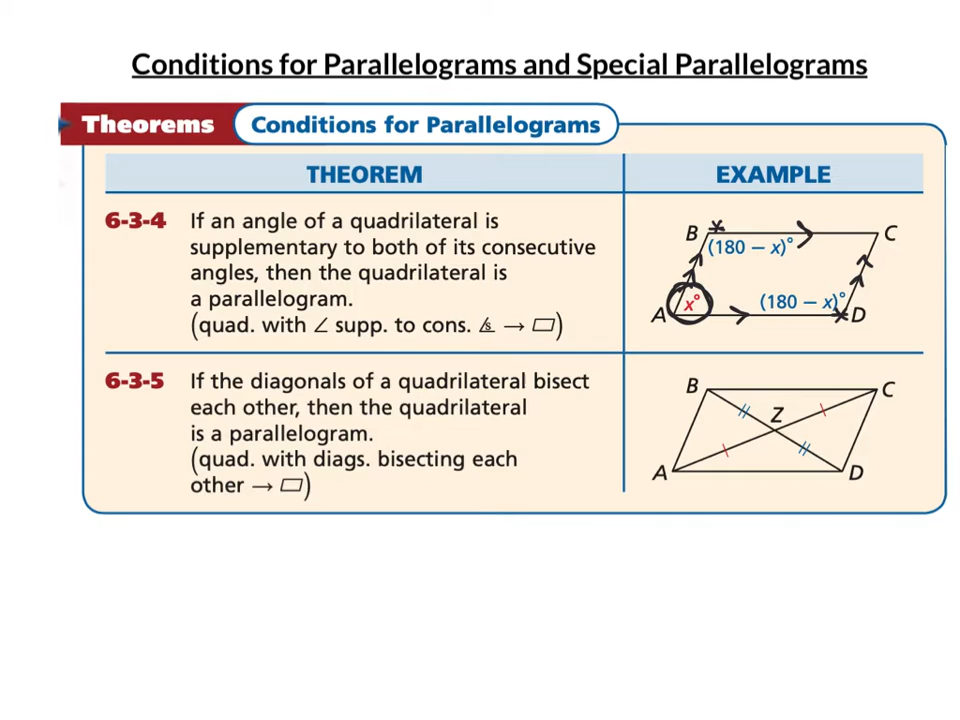 Conditions for Parallelograms and Special Parallelograms
Theorems Conditions for Parallelograms
THEOREM EXAMPLE
6-3-4 If an angle of a quadrilateral is
supplementary to both of its consecutive
angles, then the quadrilateral is
a parallelogram.
(quad. with ∠ supp. to cons. ∠s → ▱)
B C
(180 − x)°
x° (180 − x)°
A D
6-3-5 If the diagonals of a quadrilateral bisect
each other, then the quadrilateral
is a parallelogram.
(quad. with diags. bisecting each
other → ▱)
B C
Z
A D